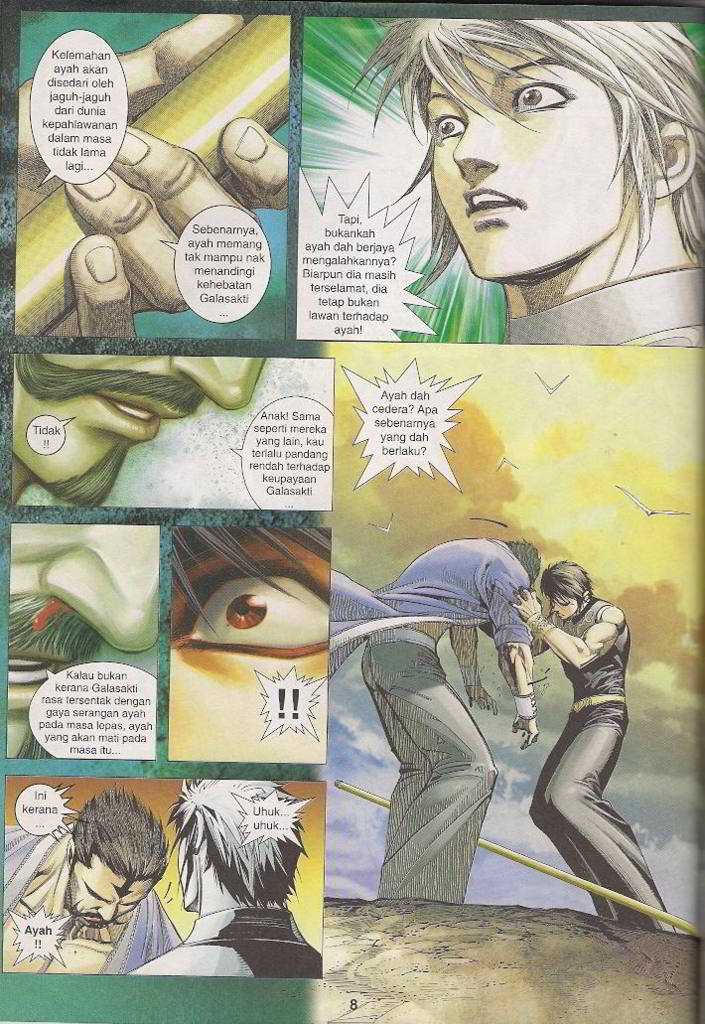 Kelemahan
ayah akan
disedari oleh
jaguh-jaguh
dari dunia
kepahlawanan
dalam masa
tidak lama
lagi...
Sebenarnya,
ayah memang
tak mampu nak
menandingi
kehebatan
Galasakti
...
Tapi,
bukankah
ayah dah berjaya
mengalahkannya?
Biarpun dia masih
terselamat, dia
tetap bukan
lawan terhadap
ayah!
Tidak
!!
Anak! Sama
seperti mereka
yang lain, kau
terlalu pandang
rendah terhadap
keupayaan
Galasakti
...
Ayah dah
cedera? Apa
sebenarnya
yang dah
berlaku?
Kalau bukan
kerana Galasakti
rasa tersentak dengan
gaya serangan ayah
pada masa lepas, ayah
yang akan mati pada
masa itu...
!!
Ini
kerana
...
Uhuk...
uhuk...
Ayah
!!
8